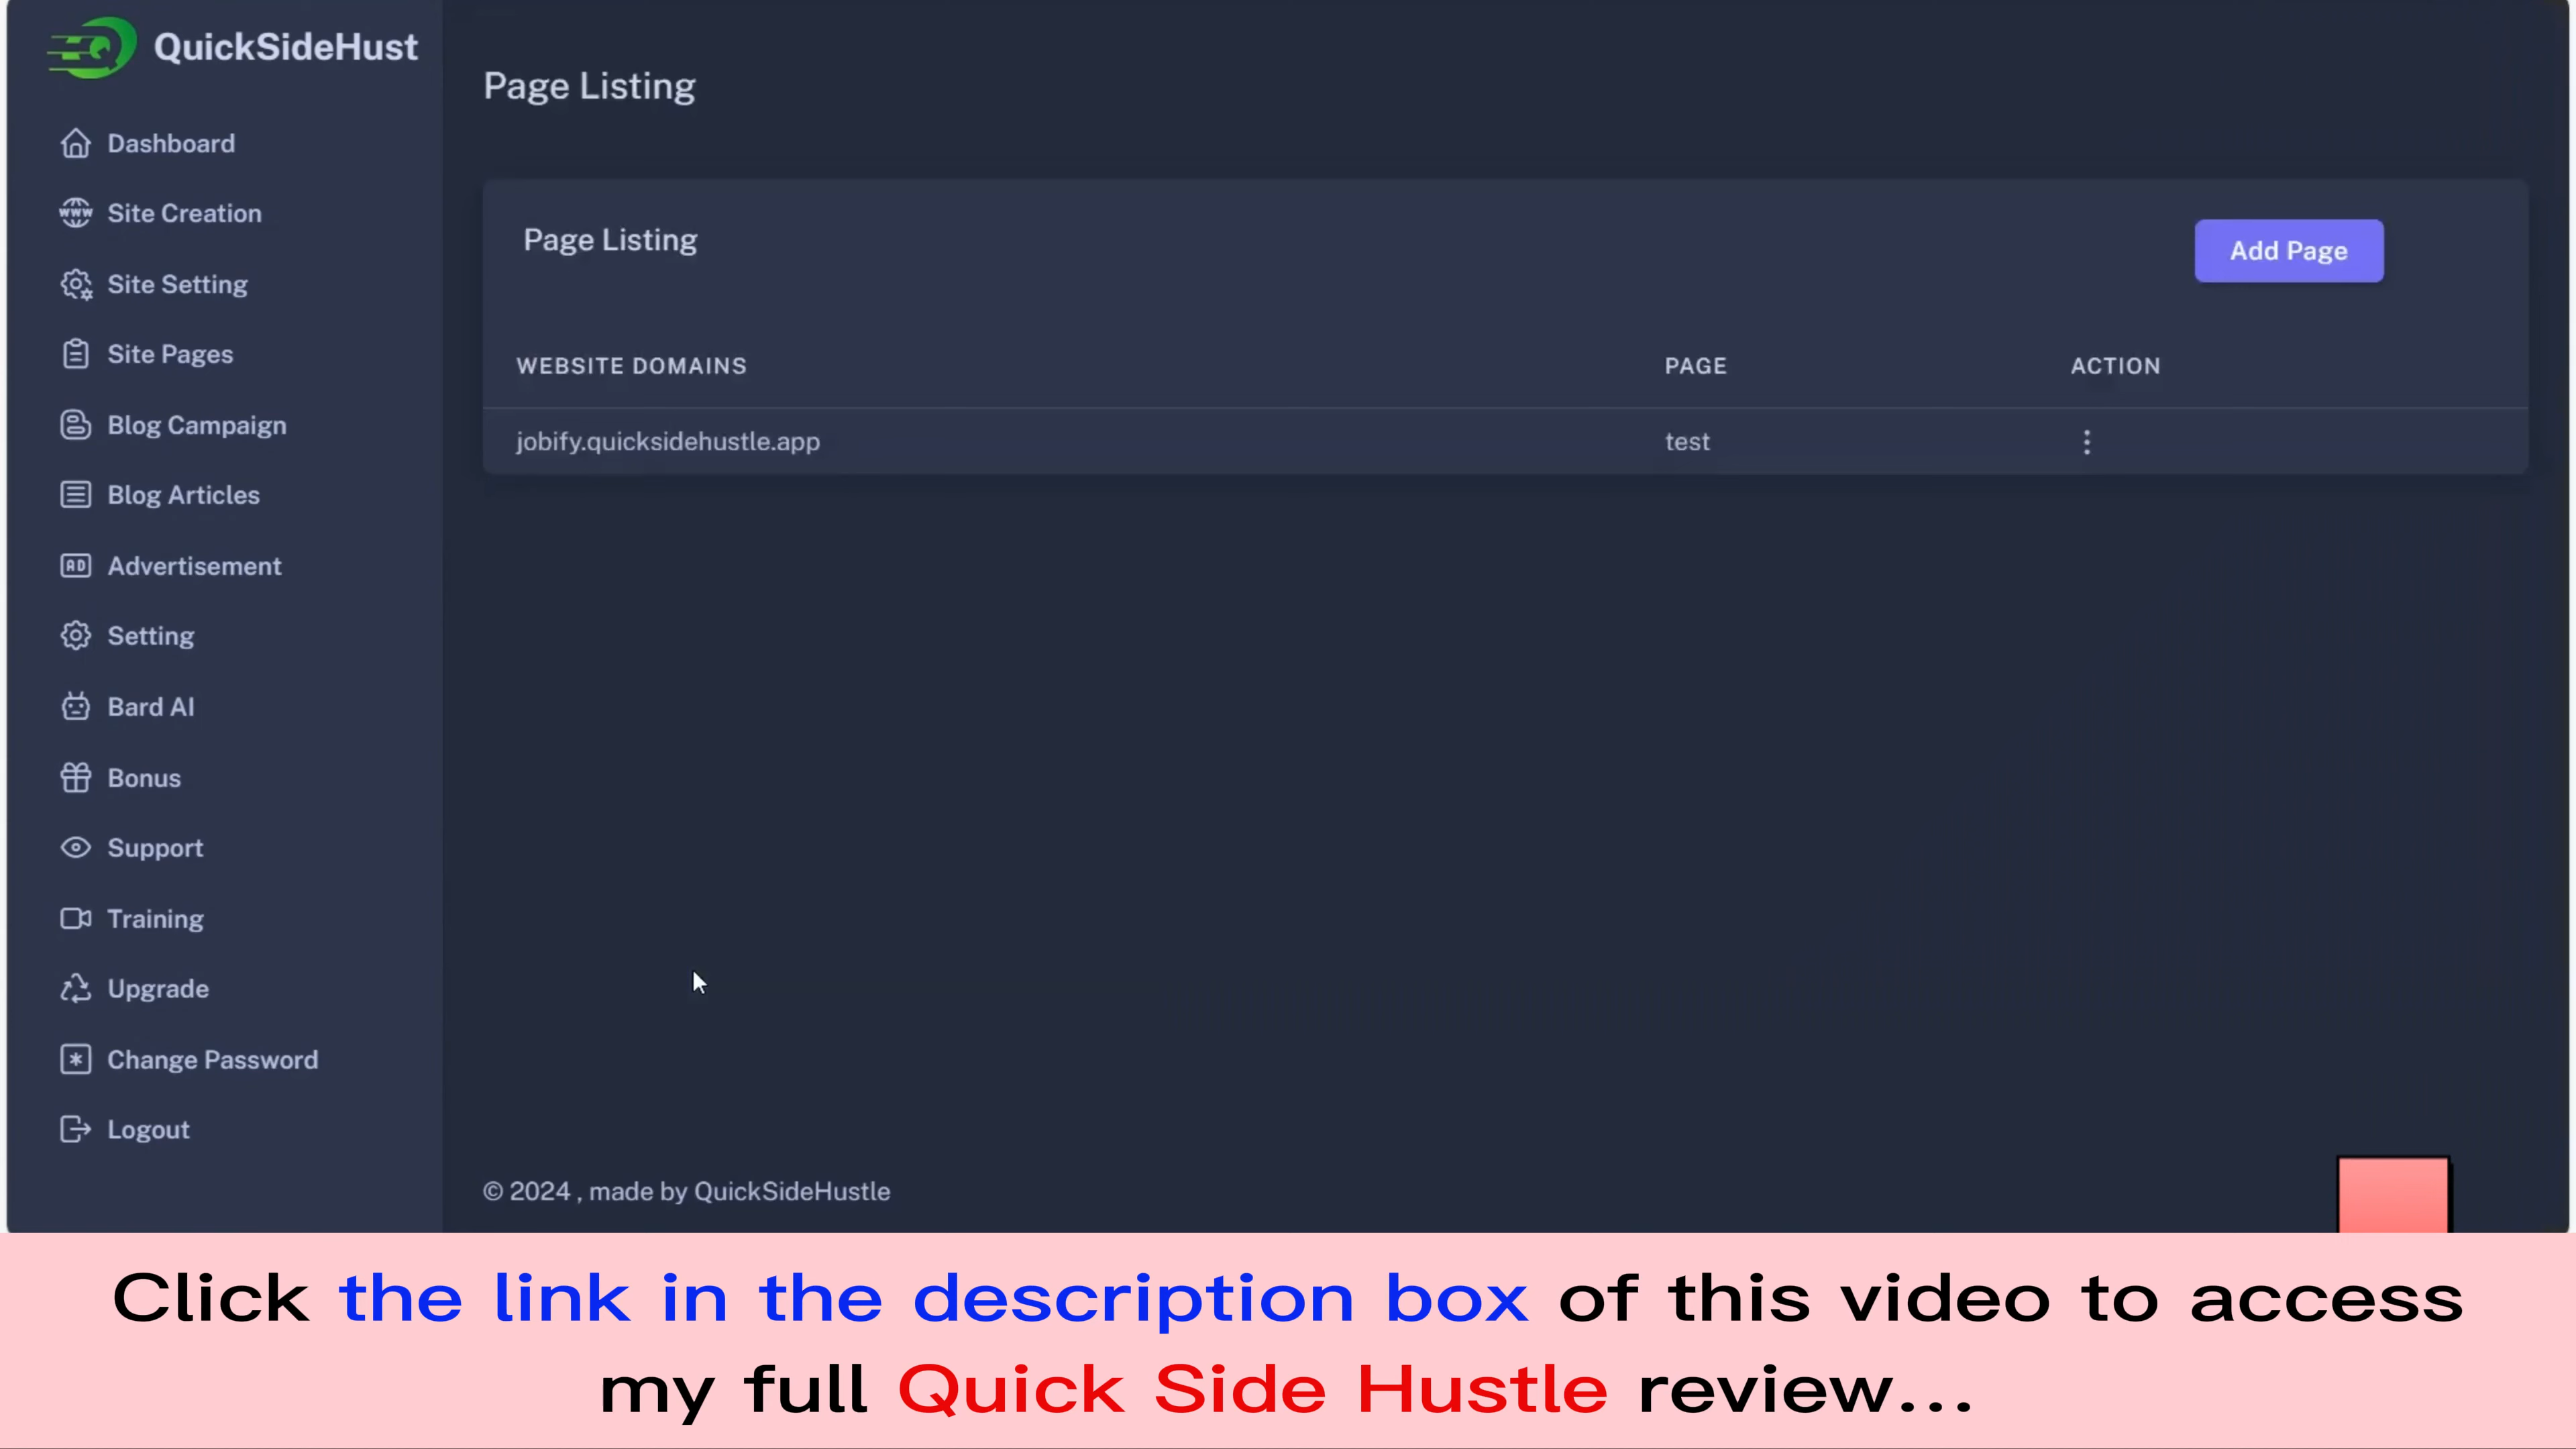 QuickSideHust
Dashboard
Site Creation
Site Setting
Site Pages
Blog Campaign
Blog Articles
Advertisement
Setting
Bard AI
Bonus
Support
Training
Upgrade
Change Password
Logout
Page Listing
Page Listing
Add Page
WEBSITE DOMAINS PAGE ACTION
jobify.quicksidehustle.app test
© 2024 , made by QuickSideHustle
Click the link in the description box of this video to access
my full Quick Side Hustle review...